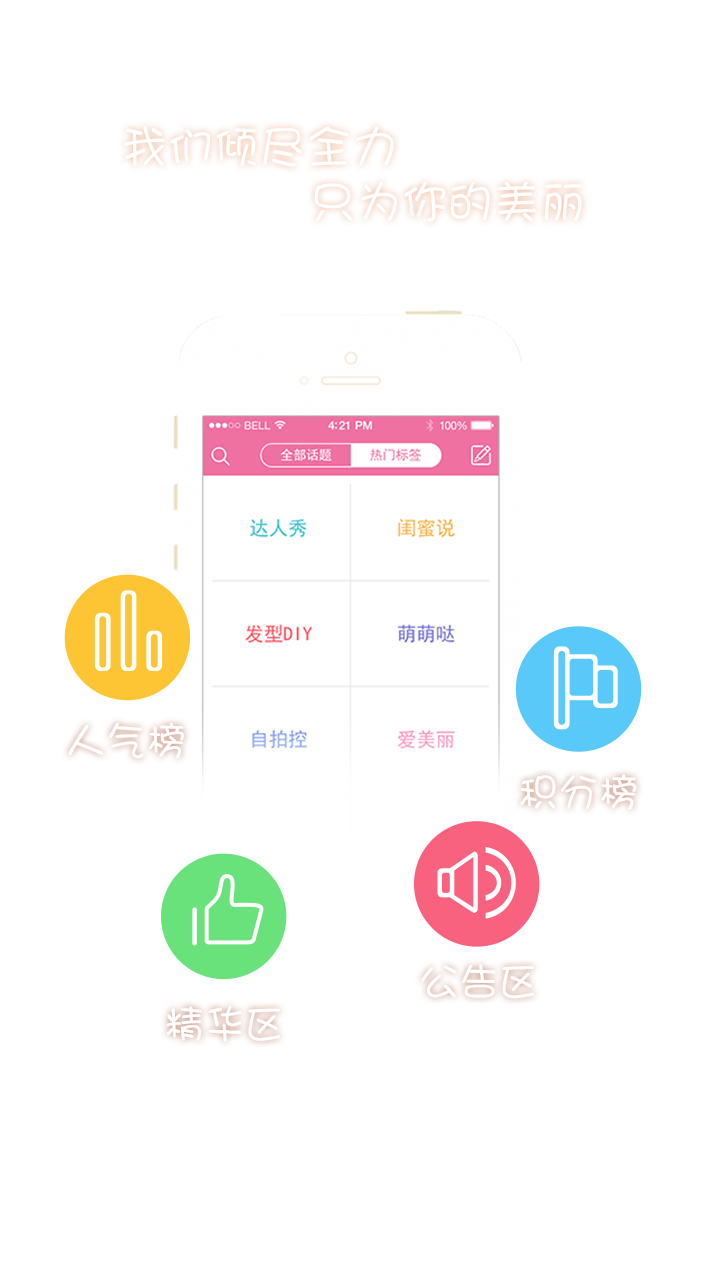 我们倾尽全力
只为你的美丽
BELL 4:21 PM 100%
全部话题 热门标签
达人秀 闺蜜说
发型DIY 萌萌哒
自拍控 爱美丽
人气榜
积分榜
公告区
精华区